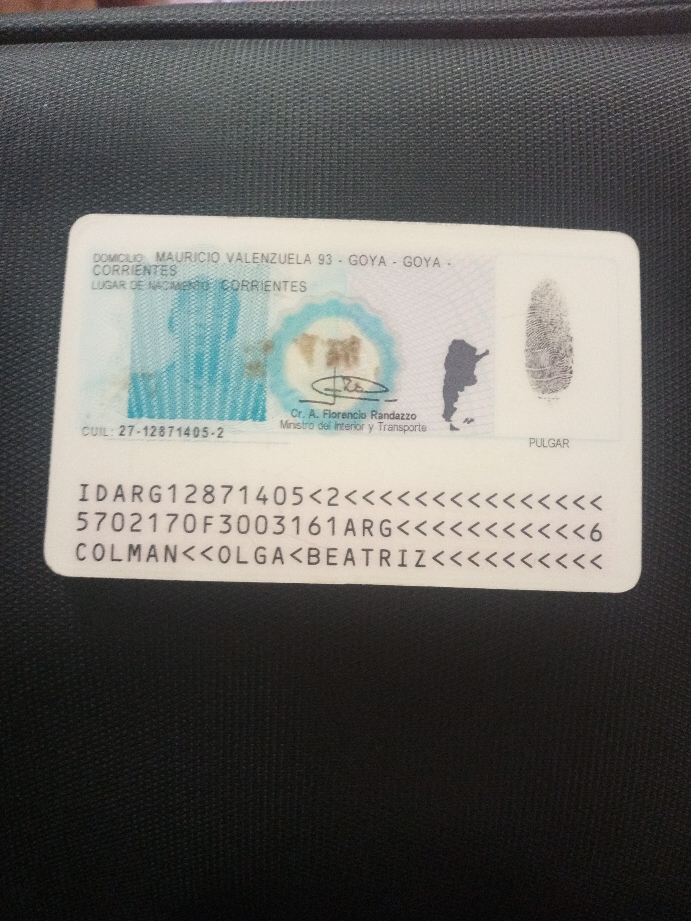 DOMICILIO: MAURICIO VALENZUELA 93 - GOYA - GOYA -
CORRIENTES
LUGAR DE NACIMIENTO: CORRIENTES
Cr. A. Florencio Randazzo
Ministro del Interior y Transporte
CUIL: 27-12871405-2
PULGAR
IDARG12871405<2<<<<<<<<<<<<<<<
5702170F3003161ARG<<<<<<<<<<<6
COLMAN<<OLGA<BEATRIZ<<<<<<<<<<